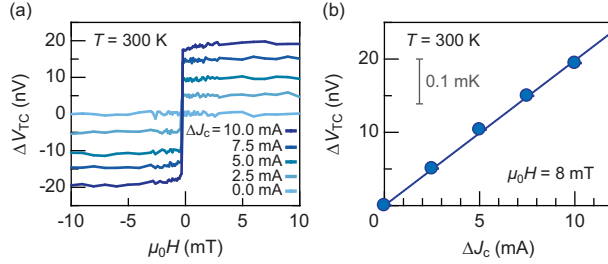 (a)
T = 300 K
20
10
0
-10
-20
ΔV_TC (nV)
ΔJ_c = 10.0 mA
7.5 mA
5.0 mA
2.5 mA
0.0 mA
-10 -5 0 5 10
μ₀H (mT)
(b)
T = 300 K
20
10
0
ΔV_TC (nV)
0.1 mK
μ₀H = 8 mT
0 5 10
ΔJ_c (mA)